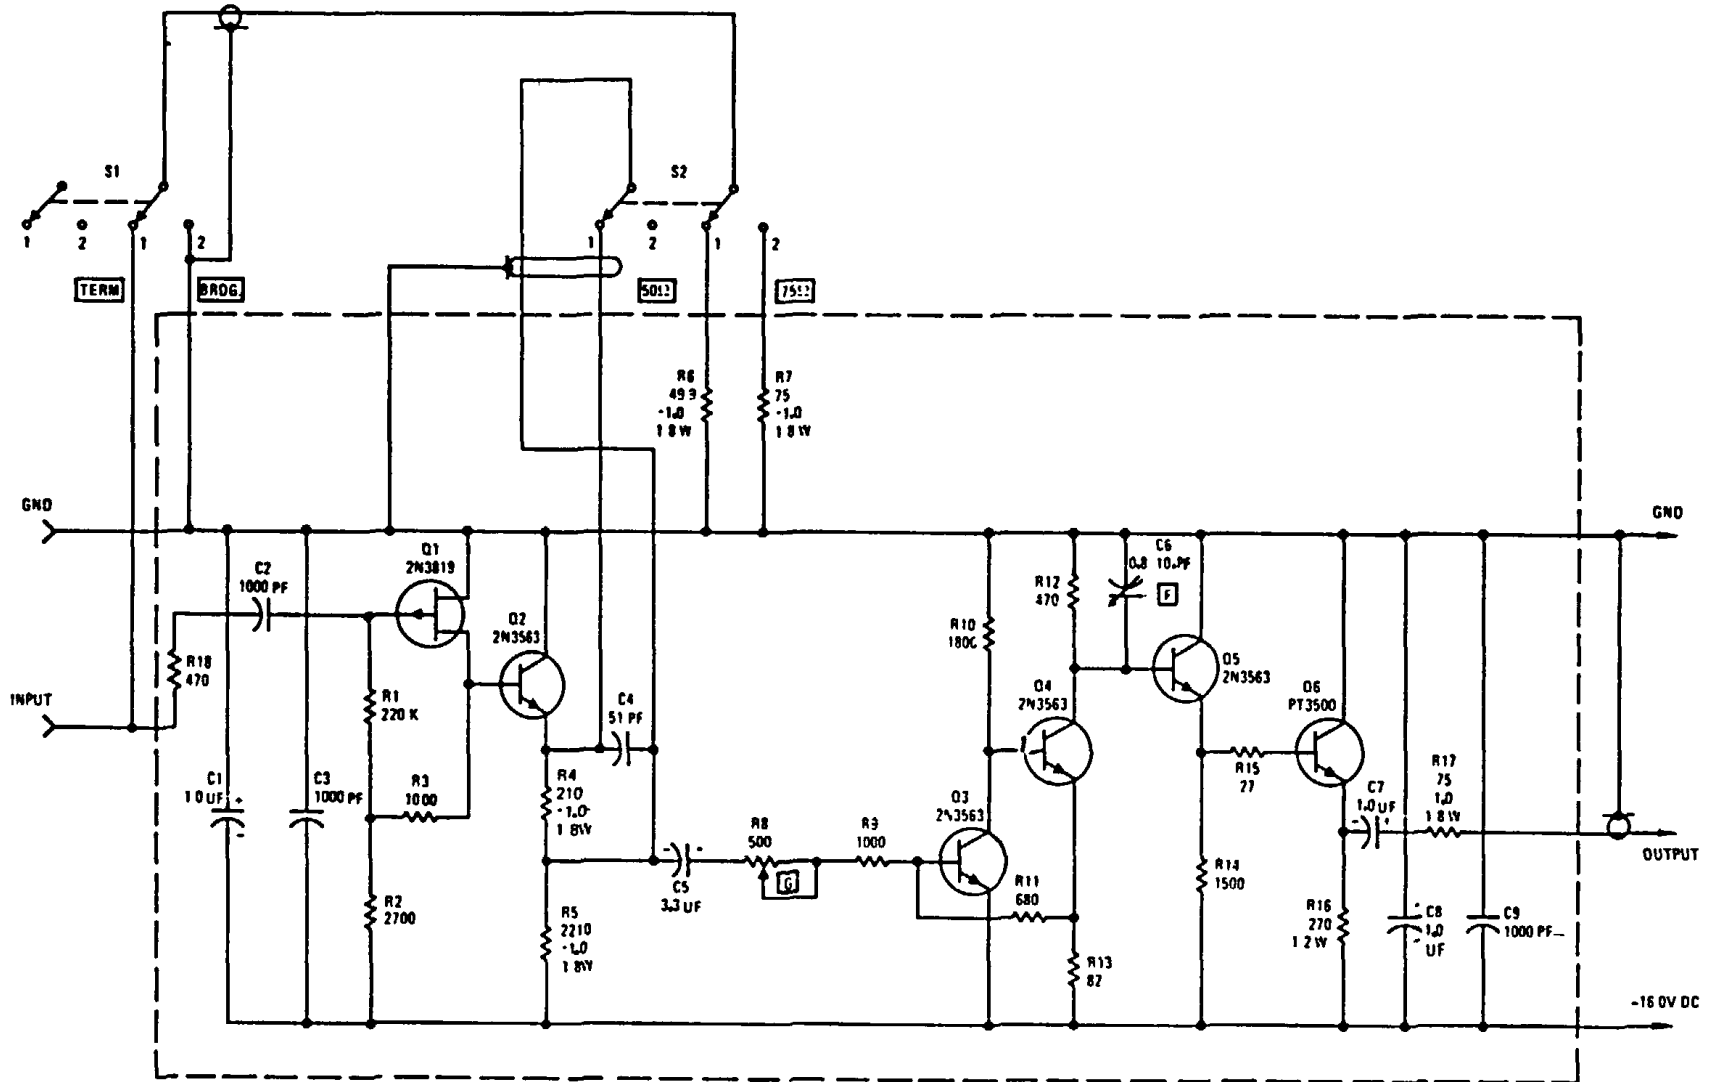 S1
S2
1
2
1
2
1
2
1
2
TERM
BRDG.
50Ω
75Ω
R6
49.9
-1.0
1 8 W
R7
75
-1.0
1 8 W
GND
GND
Q1
2N3819
C2
1000 PF
Q2
2N3563
R18
470
INPUT
R1
220 K
C4
51 PF
C1
1 0 UF
+
-
C3
1000 PF
R3
1000
R4
210
-1.0-
1 8W
R2
2700
R5
2210
-1.0
1 8W
- +
C5
3.3 UF
R8
500
G
R9
1000
Q3
2N3563
R11
680
R10
180C
R12
470
C6
0.8 10.PF
F
Q4
2N3563
Q5
2N3563
Q6
PT3500
R15
27
R13
82
R14
1500
C7
1.0 UF
- +
R17
75
1.0
1 8 W
R16
270
1 2 W
C8
1.0
UF
C9
1000 PF
OUTPUT
-16 0V DC